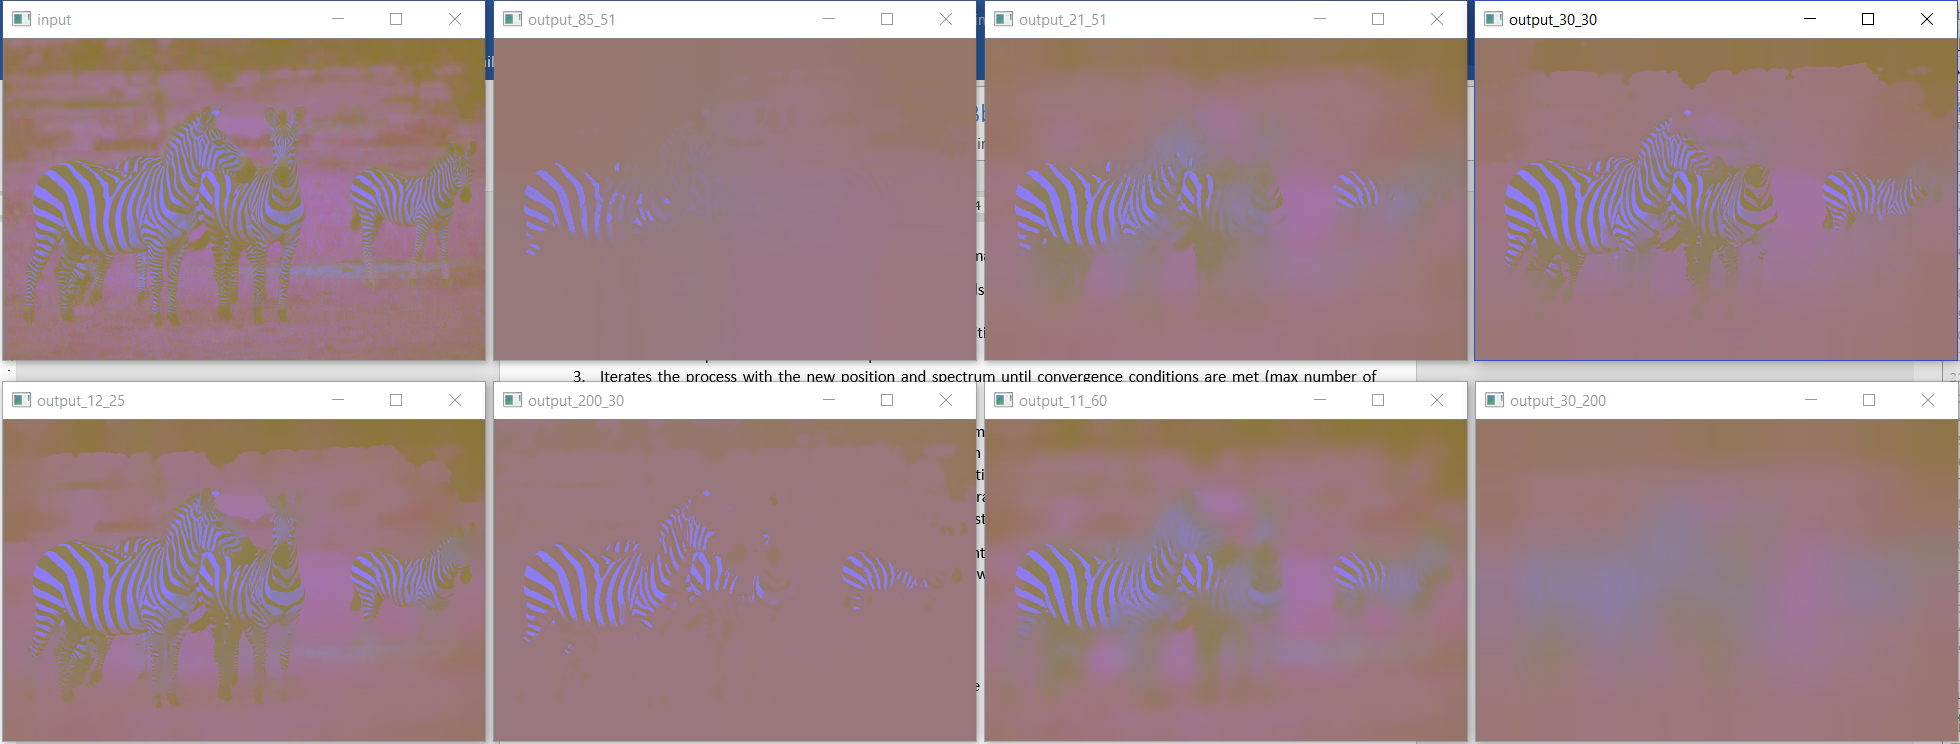 input
output_85_51
output_21_51
output_30_30
3. Iterates the process with the new position and spectrum until convergence conditions are met (max number of
output_12_25
output_200_30
output_11_60
output_30_200